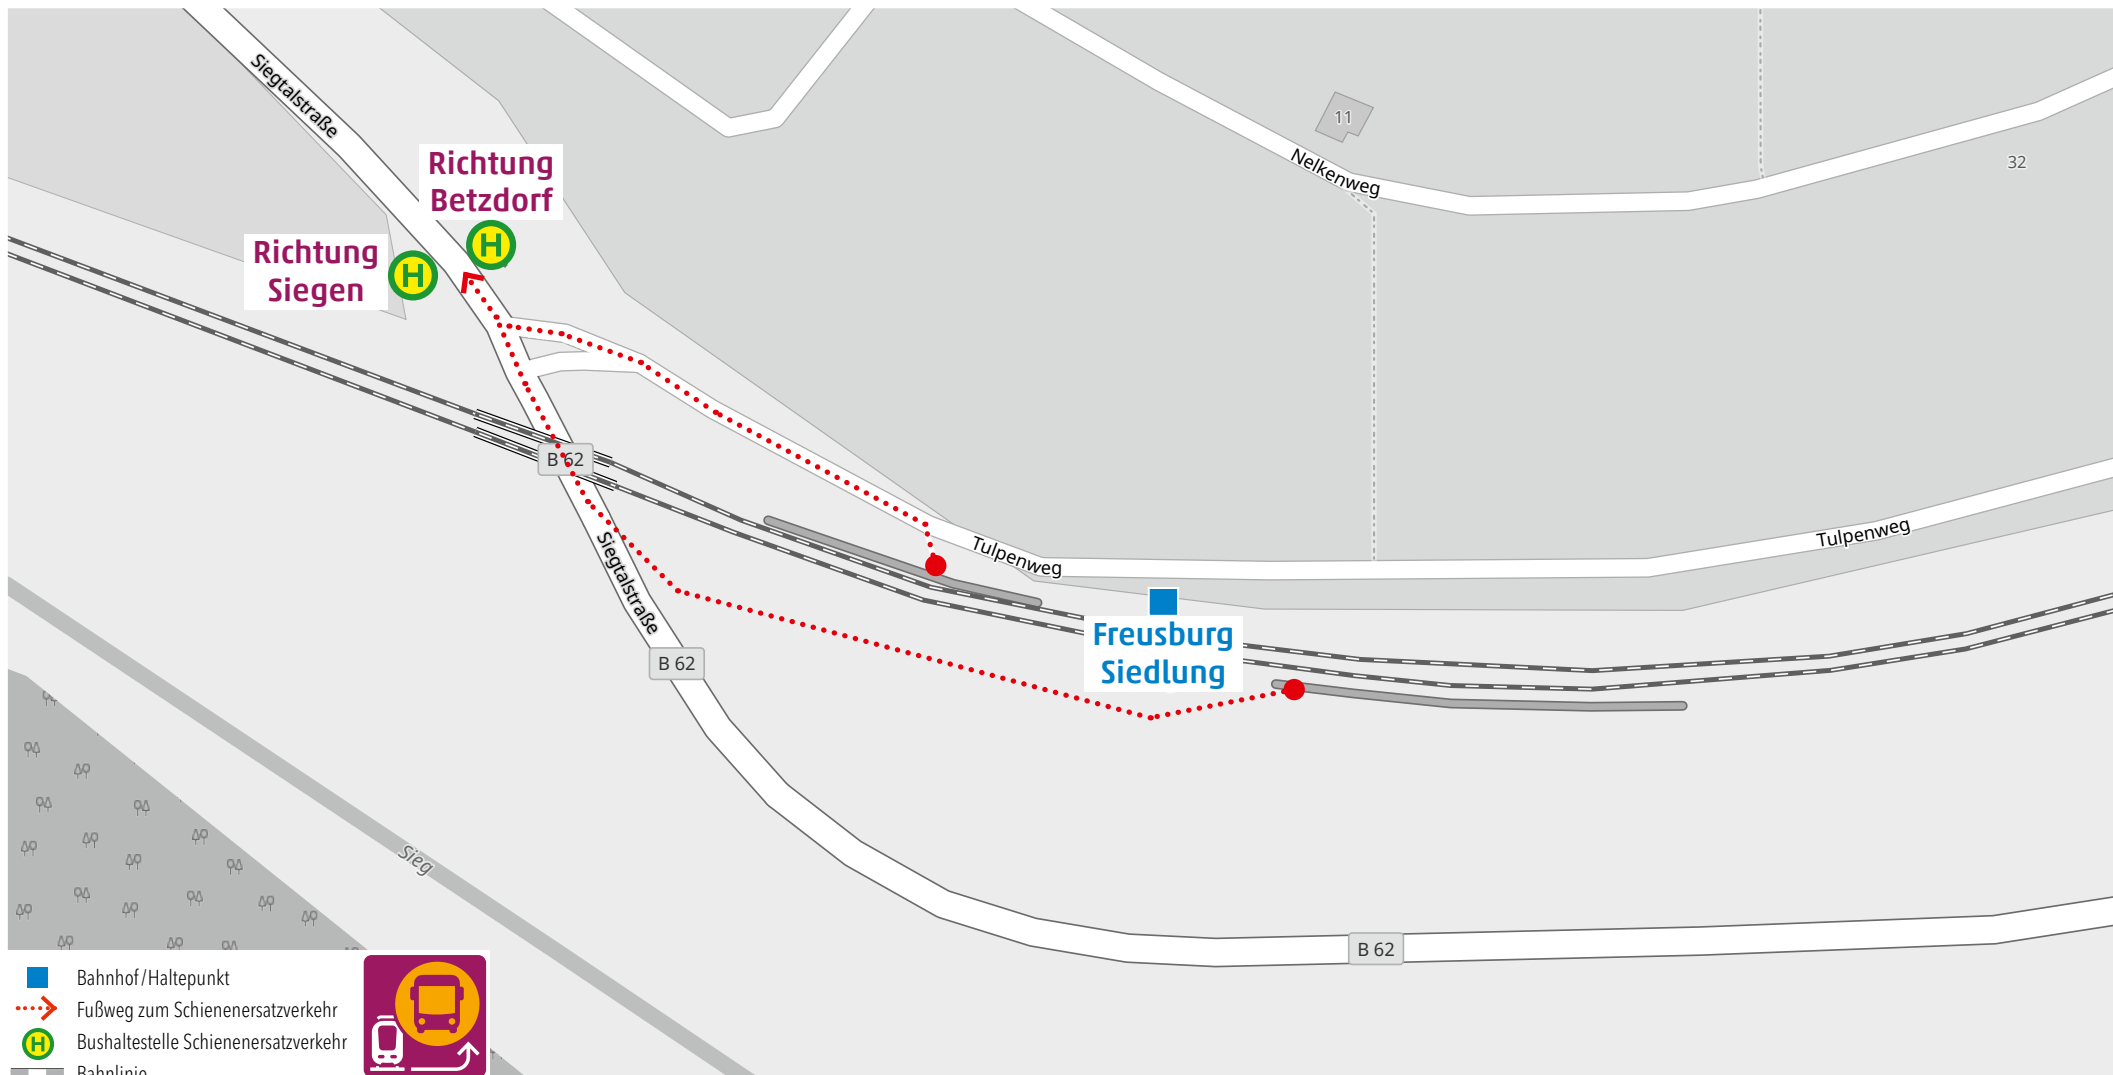 Siegtalstraße
Richtung
Betzdorf
H
Richtung
Siegen
H
11
Nelkenweg
32
B 62
Siegtalstraße
Tulpenweg
Tulpenweg
Freusburg
Siedlung
B 62
Sieg
B 62
Bahnhof/Haltepunkt
Fußweg zum Schienenersatzverkehr
H
Bushaltestelle Schienenersatzverkehr
Bahnlinie